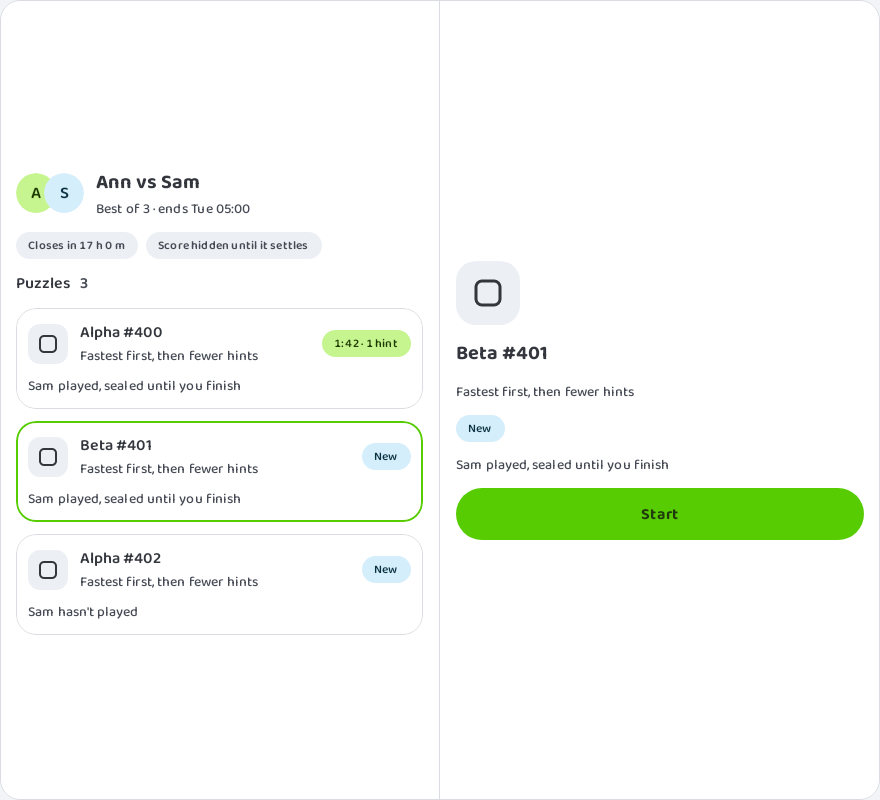 A
S
Ann vs Sam
Best of 3 · ends Tue 05:00
Closes in 17 h 0 m
Score hidden until it settles
Puzzles 3
Alpha #400
Fastest first, then fewer hints
1:42 · 1 hint
Sam played, sealed until you finish
Beta #401
Fastest first, then fewer hints
New
Sam played, sealed until you finish
Alpha #402
Fastest first, then fewer hints
New
Sam hasn't played
Beta #401
Fastest first, then fewer hints
New
Sam played, sealed until you finish
Start